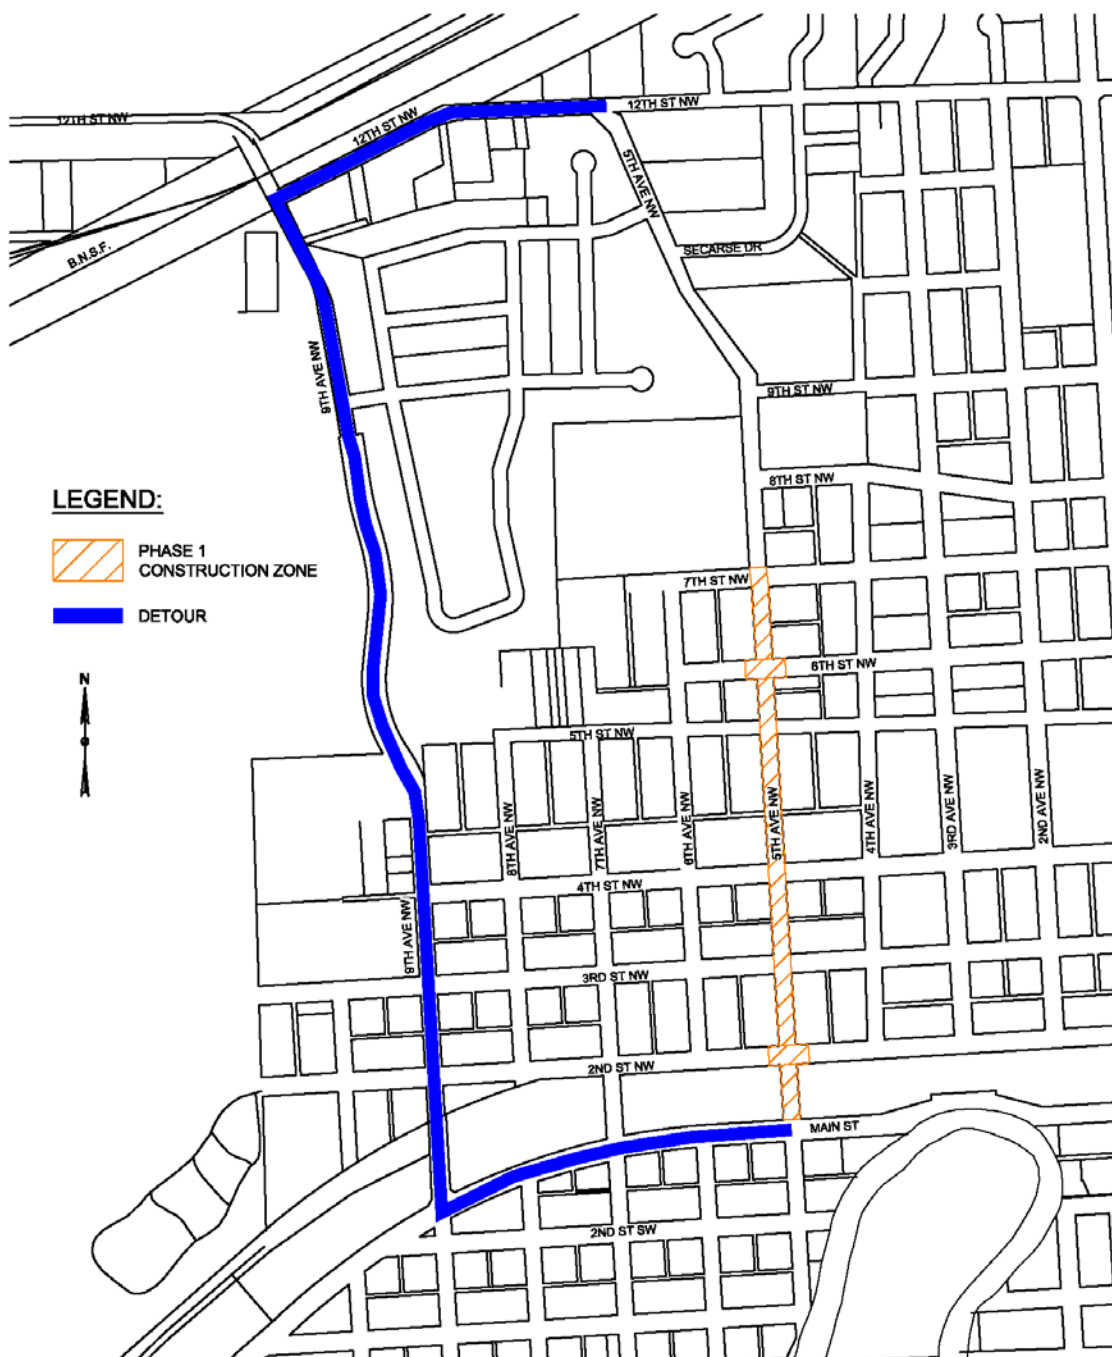 12TH ST NW
12TH ST NW
12TH ST NW
5TH AVE NW
B.N.S.F.
SECARSE DR
9TH AVE NW
9TH ST NW
8TH ST NW
LEGEND:
PHASE 1
CONSTRUCTION ZONE
DETOUR
7TH ST NW
6TH ST NW
N
5TH ST NW
8TH AVE NW
7TH AVE NW
6TH AVE NW
5TH AVE NW
4TH AVE NW
3RD AVE NW
2ND AVE NW
4TH ST NW
9TH AVE NW
3RD ST NW
2ND ST NW
MAIN ST
2ND ST SW